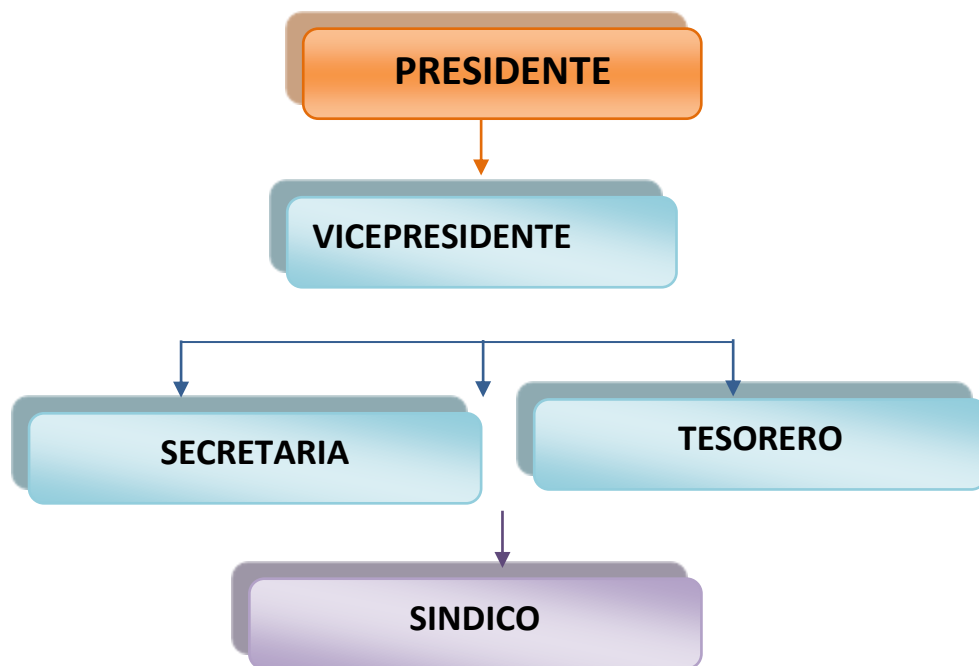 PRESIDENTE
VICEPRESIDENTE
SECRETARIA
TESORERO
SINDICO